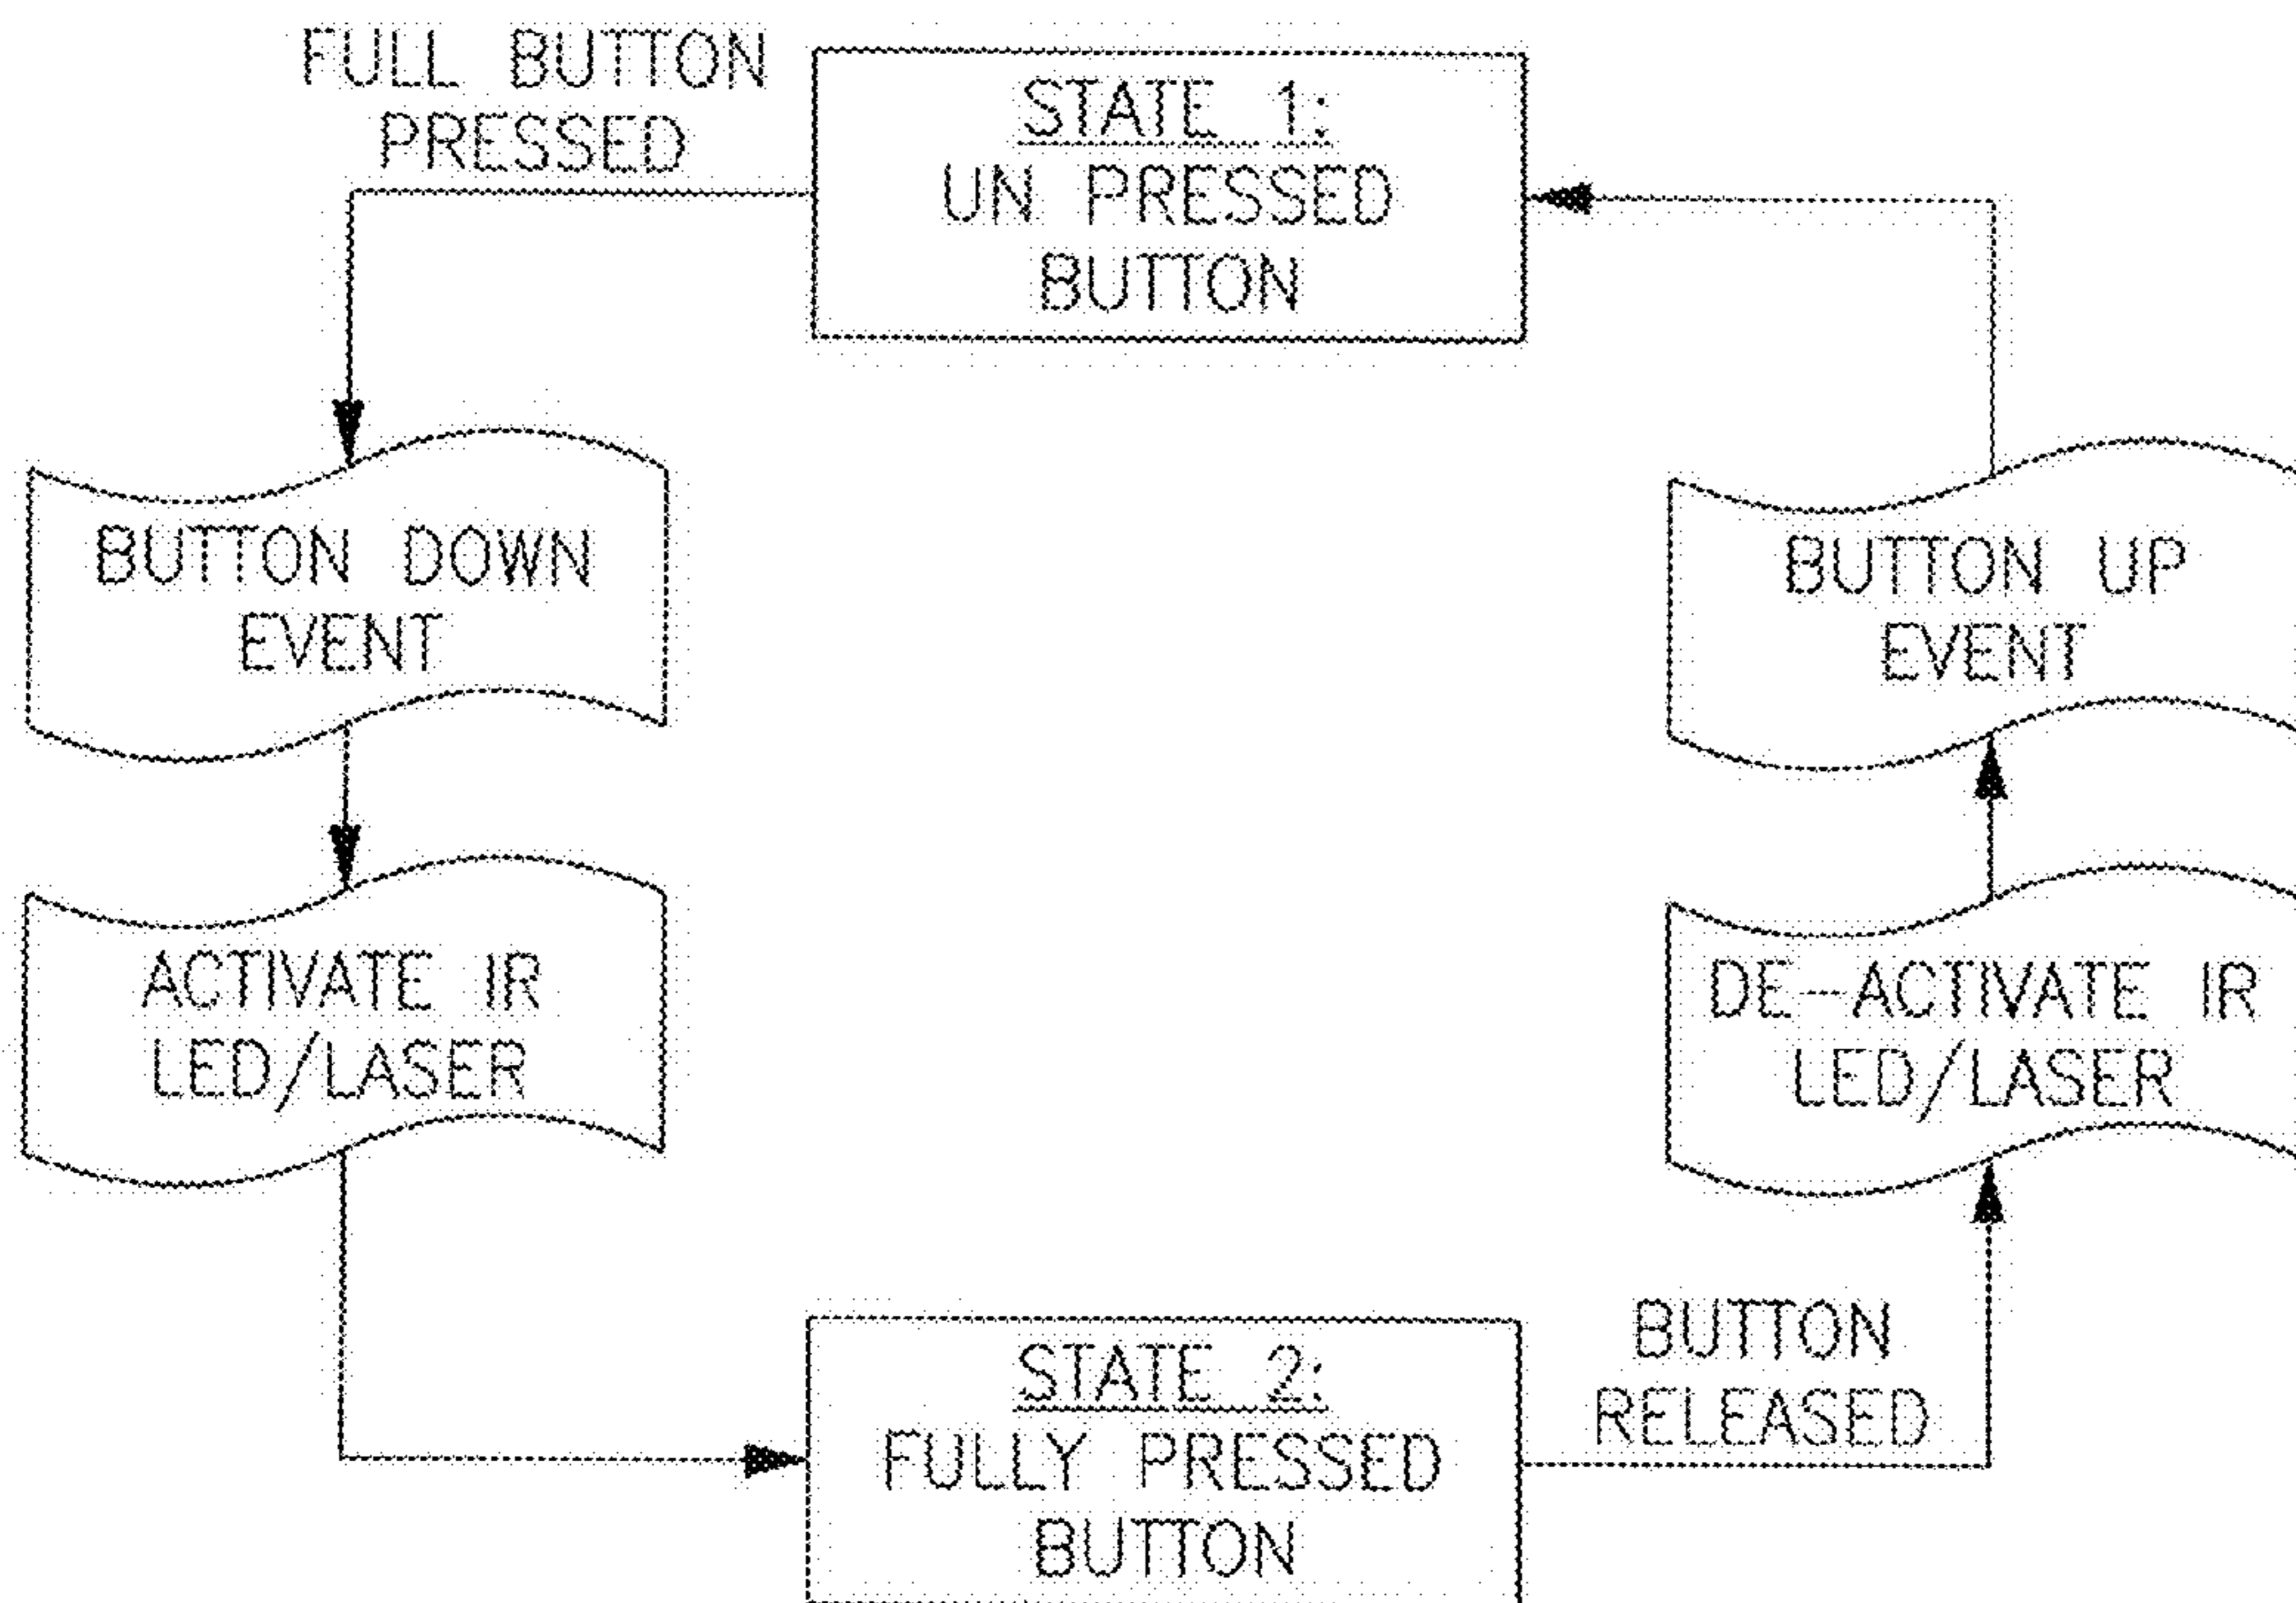 FULL BUTTON
PRESSED
STATE 1:
UN PRESSED
BUTTON
BUTTON DOWN
EVENT
BUTTON UP
EVENT
ACTIVATE IR
LED/LASER
DE-ACTIVATE IR
LED/LASER
STATE 2:
FULLY PRESSED
BUTTON
BUTTON
RELEASED